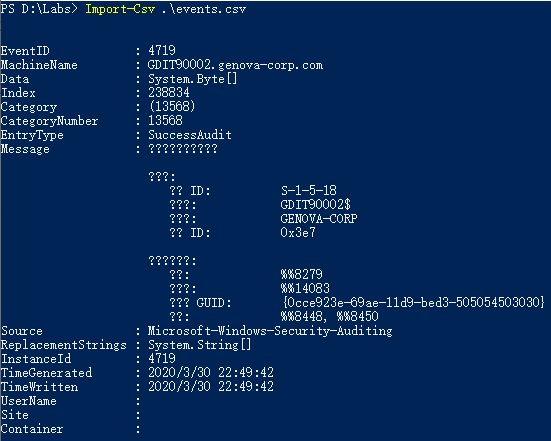 PS D:\Labs> Import-Csv .\events.csv
EventID : 4719
MachineName : GDIT90002.genova-corp.com
Data : System.Byte[]
Index : 238834
Category : (13568)
CategoryNumber : 13568
EntryType : SuccessAudit
Message : ??????????
???:
?? ID: S-1-5-18
???: GDIT90002$
???: GENOVA-CORP
?? ID: 0x3e7
??????:
??: %%8279
???: %%14083
??? GUID: {0cce923e-69ae-11d9-bed3-505054503030}
??: %%8448, %%8450
Source : Microsoft-Windows-Security-Auditing
ReplacementStrings : System.String[]
InstanceId : 4719
TimeGenerated : 2020/3/30 22:49:42
TimeWritten : 2020/3/30 22:49:42
UserName :
Site :
Container :